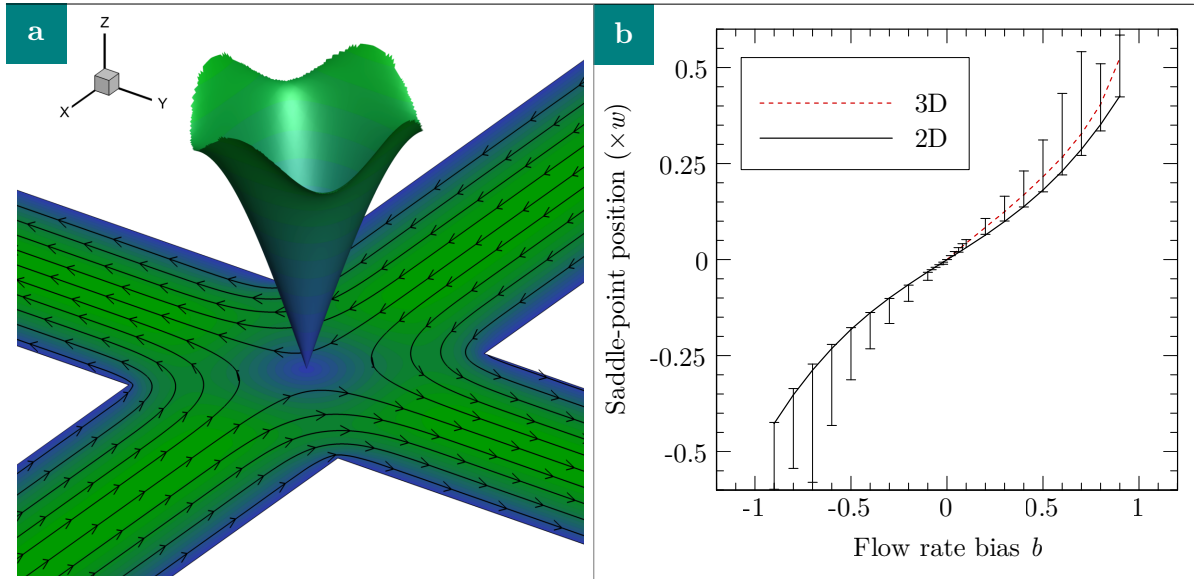 a
Z
X
Y
b
Saddle-point position (×w)
0.5
0.25
0
-0.25
-0.5
3D
2D
-1
-0.5
0
0.5
1
Flow rate bias b